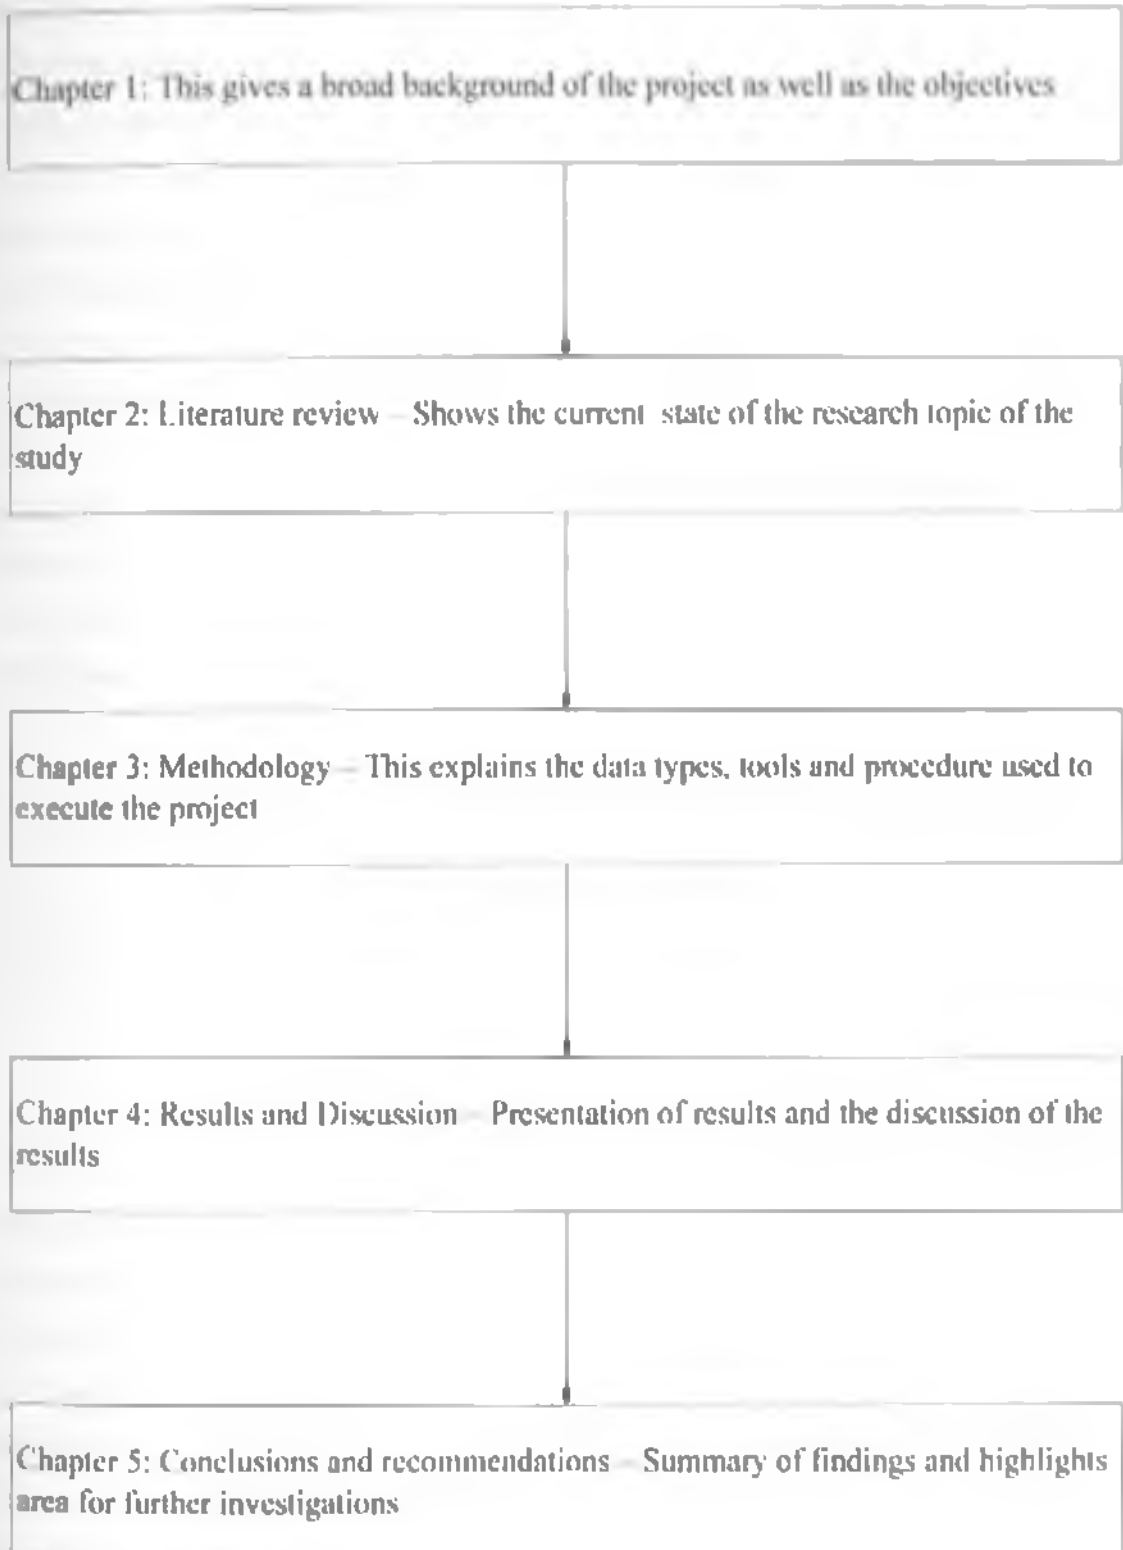 Chapter 1: This gives a broad background of the project as well as the objectives
Chapter 2: Literature review – Shows the current state of the research topic of the
study
Chapter 3: Methodology – This explains the data types, tools and procedure used to
execute the project
Chapter 4: Results and Discussion – Presentation of results and the discussion of the
results
Chapter 5: Conclusions and recommendations – Summary of findings and highlights
area for further investigations